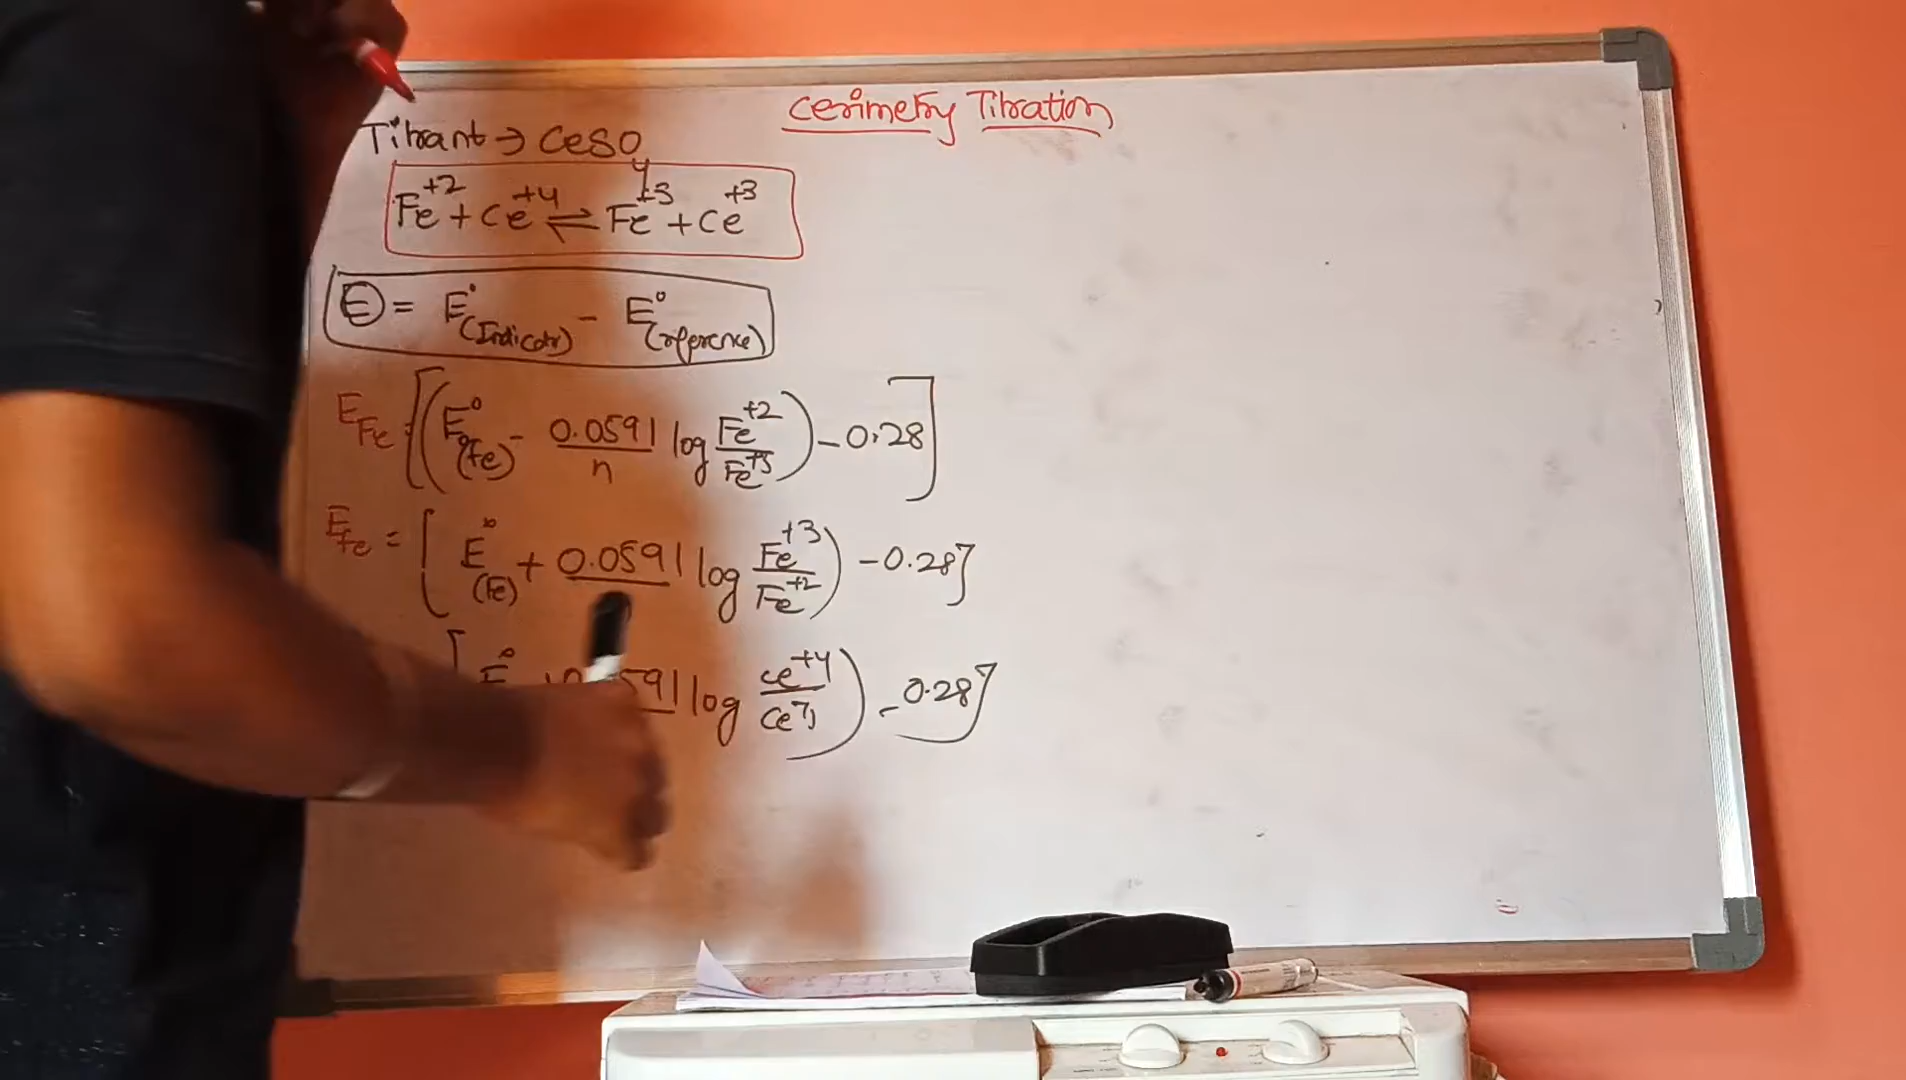 Cerimetry Titration
Titrant → CeSO4
Fe+2 + Ce+4 ⇌ Fe+3 + Ce+3
E = E°(Indicator) - E°(reference)
EFe = [(E°(Fe) - 0.0591/n log Fe+2/Fe+3) - 0.28]
EFe = [E°(Fe) + 0.0591 log Fe+3/Fe+2) - 0.28]
[E° + 0.0591 log Ce+4/Ce+3) - 0.28]